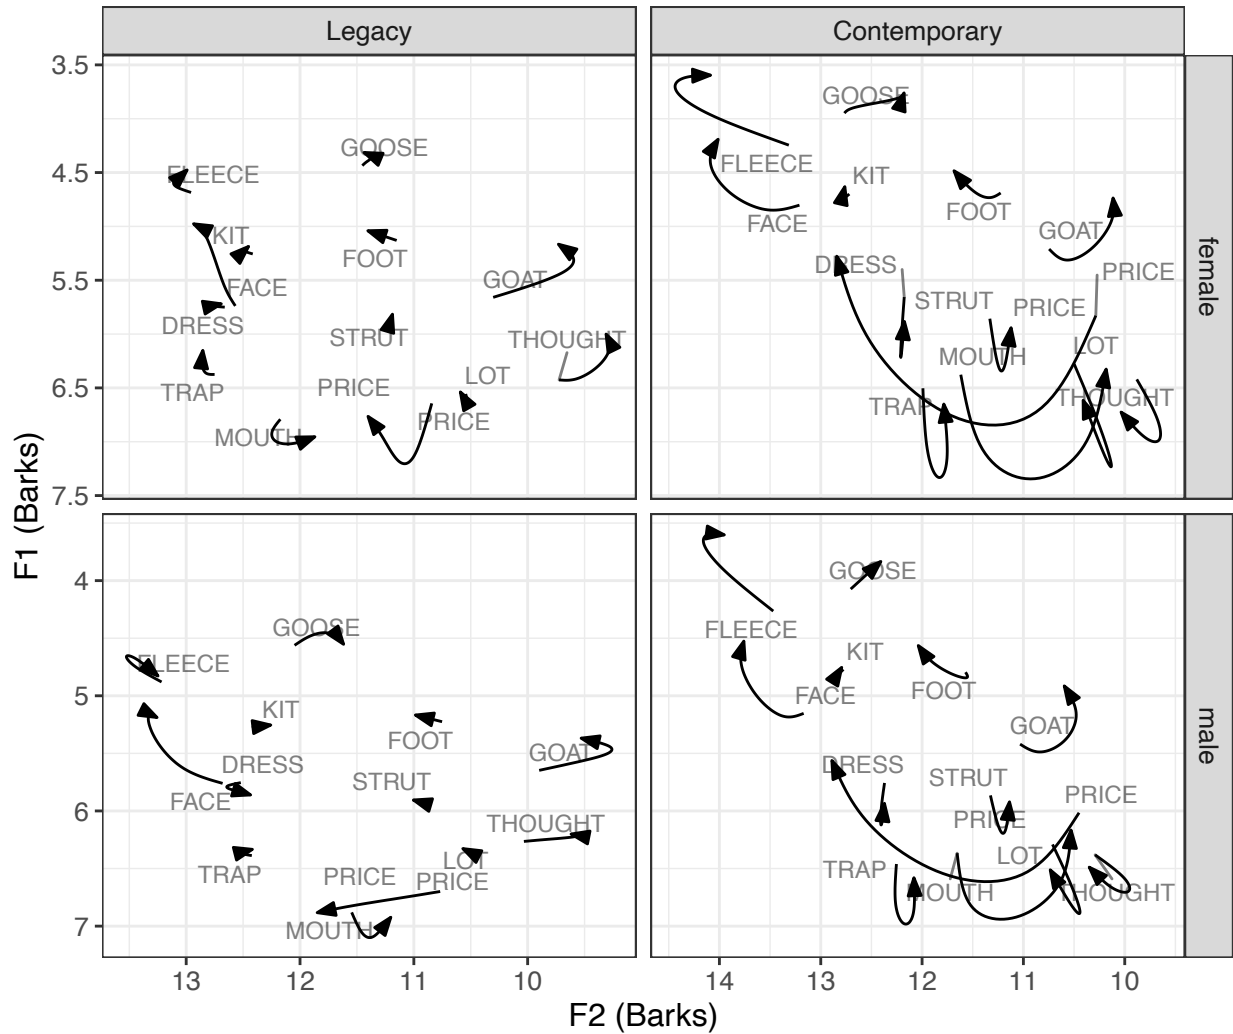 Legacy
Contemporary
3.5
4.5
5.5
6.5
7.5
F1 (Barks)
GOOSE
FLEECE
KIT
FOOT
FACE
GOAT
DRESS
STRUT
THOUGHT
TRAP
PRICE
LOT
PRICE
MOUTH
GOOSE
FLEECE
KIT
FACE
FOOT
GOAT
DRESS
PRICE
STRUT
PRICE
MOUTH
LOT
TRAP
THOUGHT
female
4
5
6
7
GOOSE
FLEECE
KIT
FOOT
GOAT
DRESS
FACE
STRUT
THOUGHT
LOT
TRAP
PRICE
PRICE
MOUTH
GOOSE
FLEECE
KIT
FACE
FOOT
GOAT
DRESS
STRUT
PRICE
PRICE
LOT
TRAP
MOUTH
THOUGHT
male
13
12
11
10
14
13
12
11
10
F2 (Barks)